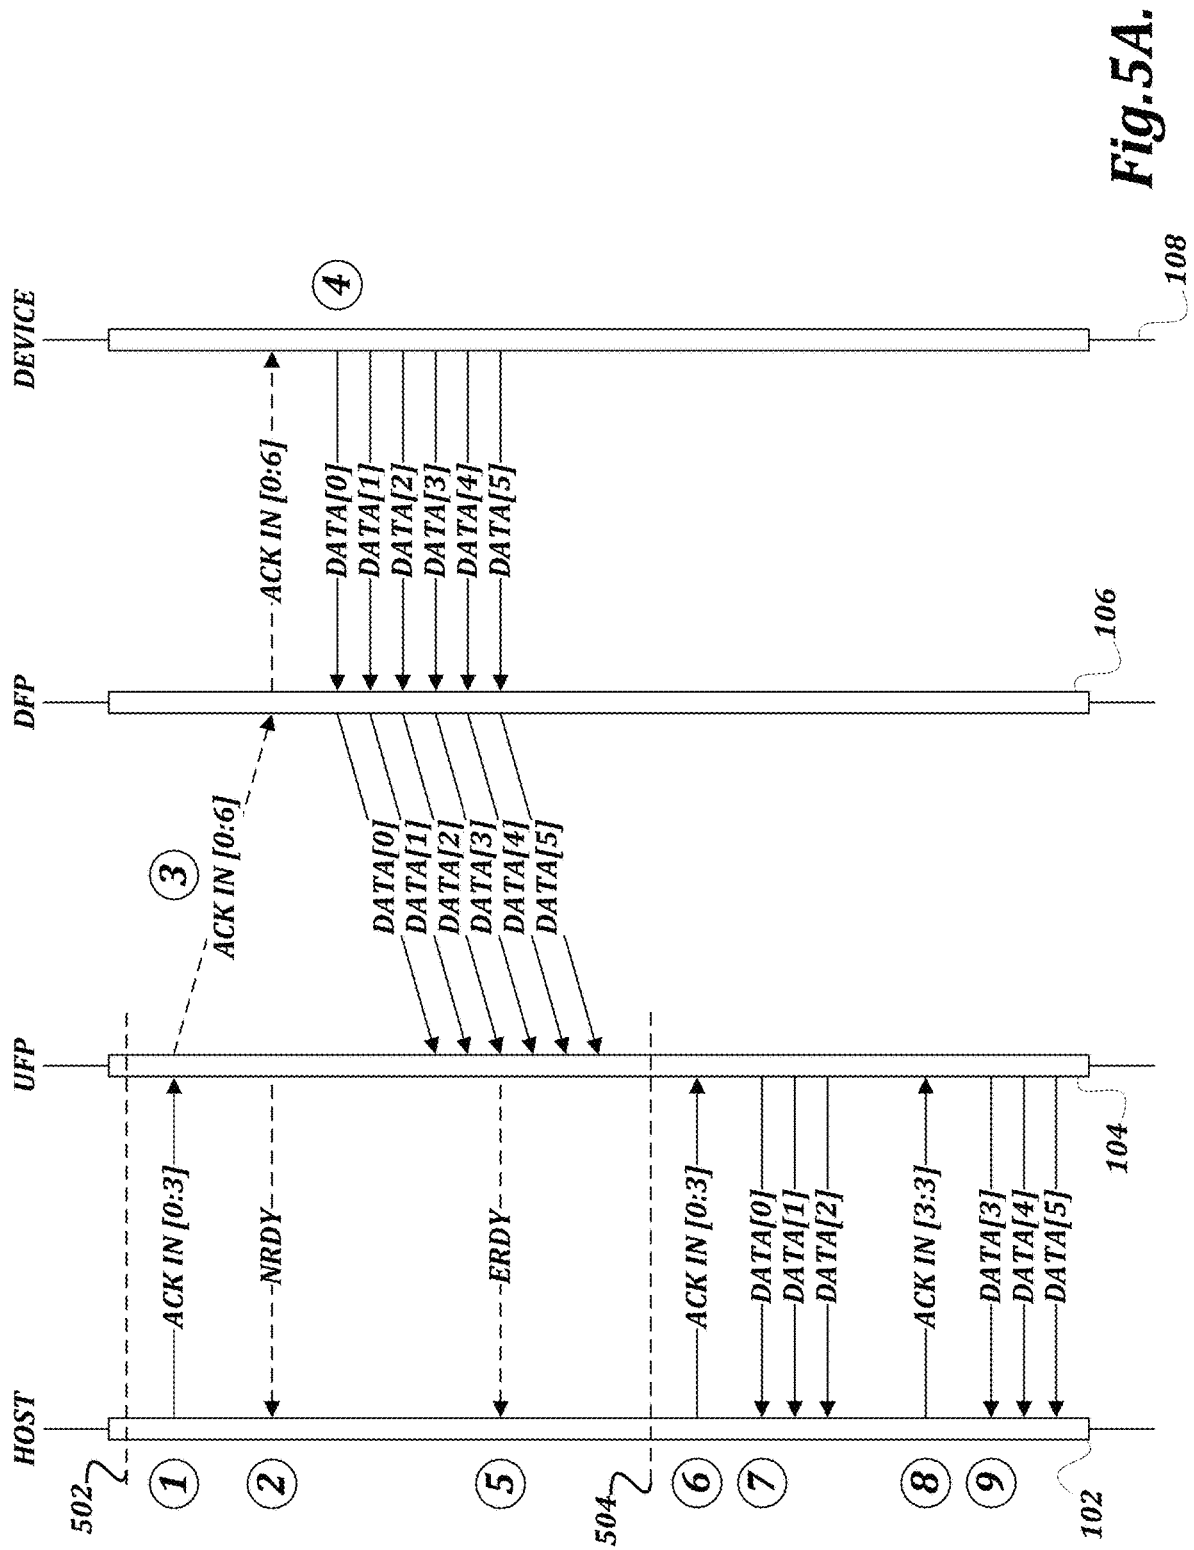 HOST
UFP
DFP
DEVICE
502
1
ACK IN [0:3]
3
ACK IN [0:6]
2
NRDY
ACK IN [0:6]
4
DATA[0]
DATA[1]
DATA[2]
DATA[3]
DATA[4]
DATA[5]
DATA[0]
DATA[1]
DATA[2]
DATA[3]
DATA[4]
DATA[5]
5
ERDY
504
6
ACK IN [0:3]
7
DATA[0]
DATA[1]
DATA[2]
8
ACK IN [3:3]
9
DATA[3]
DATA[4]
DATA[5]
102
104
106
108
Fig.5A.